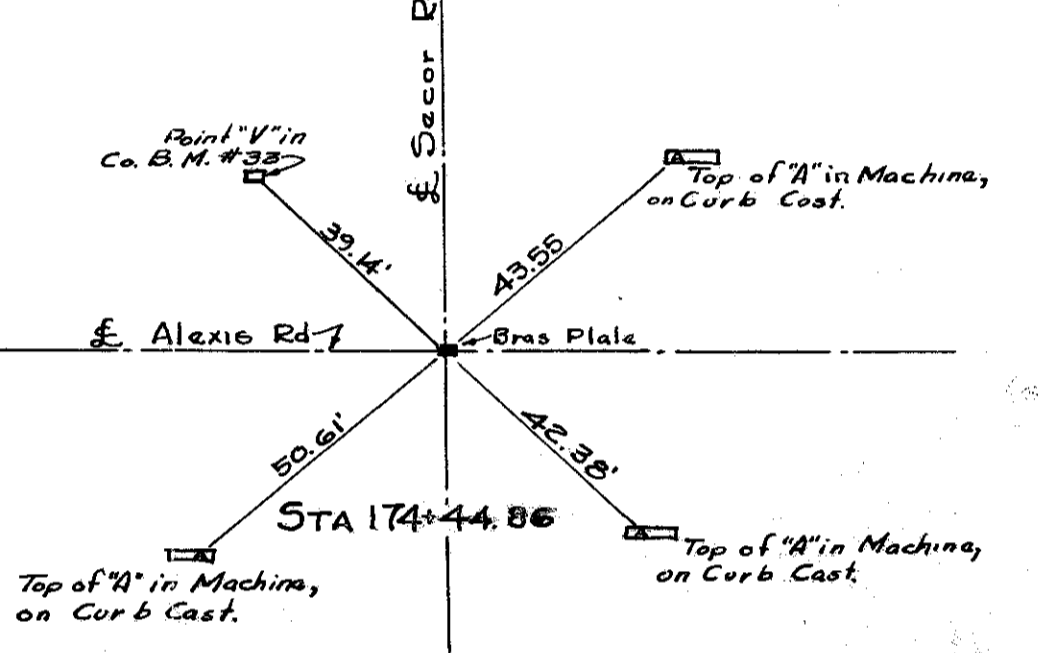 ℄ Secor R
Point "V" in
Co. B. M. #33
Top of "A" in Machine,
on Curb Cast.
39.14'
43.55
℄ Alexis Rd
Bras Plate
50.61'
42.38'
STA 174+44.86
Top of "A" in Machine,
on Curb Cast.
Top of "A" in Machine,
on Curb Cast.
A
A
A